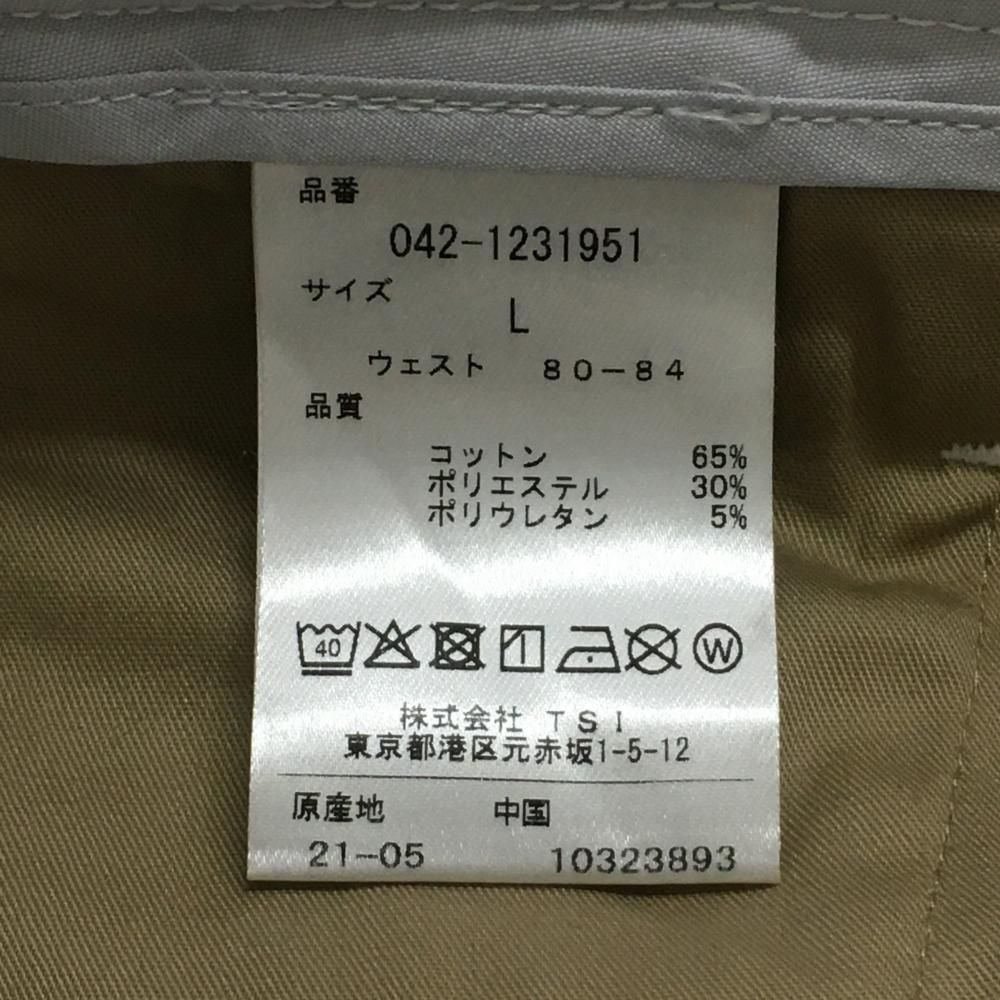 品番
042-1231951
サイズ
L
ウェスト 80-84
品質
コットン 65%
ポリエステル 30%
ポリウレタン 5%
40 W
株式会社 TSI
東京都港区元赤坂1-5-12
原産地 中国
21-05 10323893